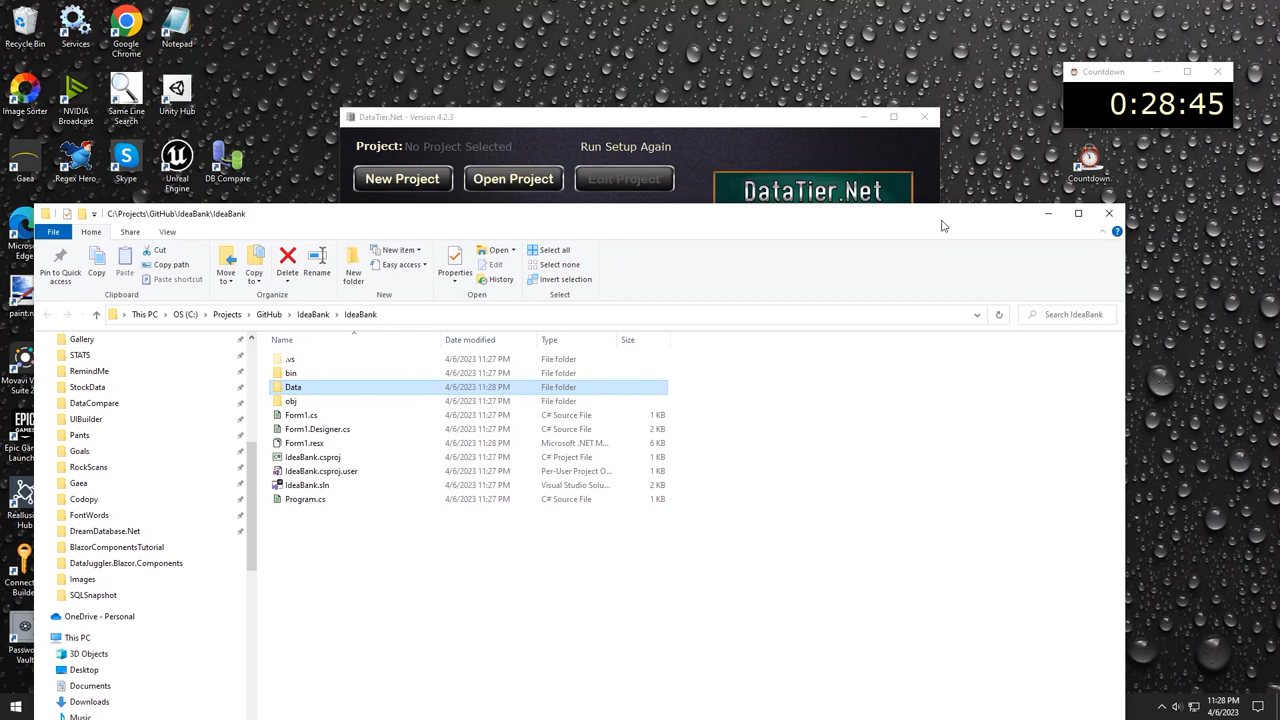 Recycle Bin
Services
Google Chrome
Notepad
Image Sorter
NVIDIA Broadcast
Same Line Search
Unity Hub
Gaea
Regex Hero
Skype
Unreal Engine
DB Compare
Countdown
0:28:45
Countdown
DataTier.Net - Version 4.2.3
Project: No Project Selected
Run Setup Again
New Project
Open Project
Edit Project
DataTier.Net
C:\Projects\GitHub\IdeaBank\IdeaBank
File
Home
Share
View
Pin to Quick access
Copy
Paste
Cut
Copy path
Paste shortcut
Clipboard
Move to
Copy to
Delete
Rename
Organize
New folder
New item
Easy access
New
Properties
Open
Edit
History
Open
Select all
Select none
Invert selection
Select
This PC > OS (C:) > Projects > GitHub > IdeaBank > IdeaBank
Search IdeaBank
Gallery
STATS
RemindMe
StockData
DataCompare
UIBuilder
Pants
Goals
RockScans
Gaea
Codopy
FontWords
DreamDatabase.Net
BlazorComponentsTutorial
DataJuggler.Blazor.Components
Images
SQLSnapshot
OneDrive - Personal
This PC
3D Objects
Desktop
Documents
Downloads
Music
Name Date modified Type Size
.vs 4/6/2023 11:27 PM File folder
bin 4/6/2023 11:27 PM File folder
Data 4/6/2023 11:28 PM File folder
obj 4/6/2023 11:27 PM File folder
Form1.cs 4/6/2023 11:27 PM C# Source File 1 KB
Form1.Designer.cs 4/6/2023 11:27 PM C# Source File 2 KB
Form1.resx 4/6/2023 11:28 PM Microsoft .NET M... 6 KB
IdeaBank.csproj 4/6/2023 11:27 PM C# Project File 1 KB
IdeaBank.csproj.user 4/6/2023 11:27 PM Per-User Project O... 1 KB
IdeaBank.sln 4/6/2023 11:27 PM Visual Studio Solu... 2 KB
Program.cs 4/6/2023 11:27 PM C# Source File 1 KB
11:28 PM
4/6/2023